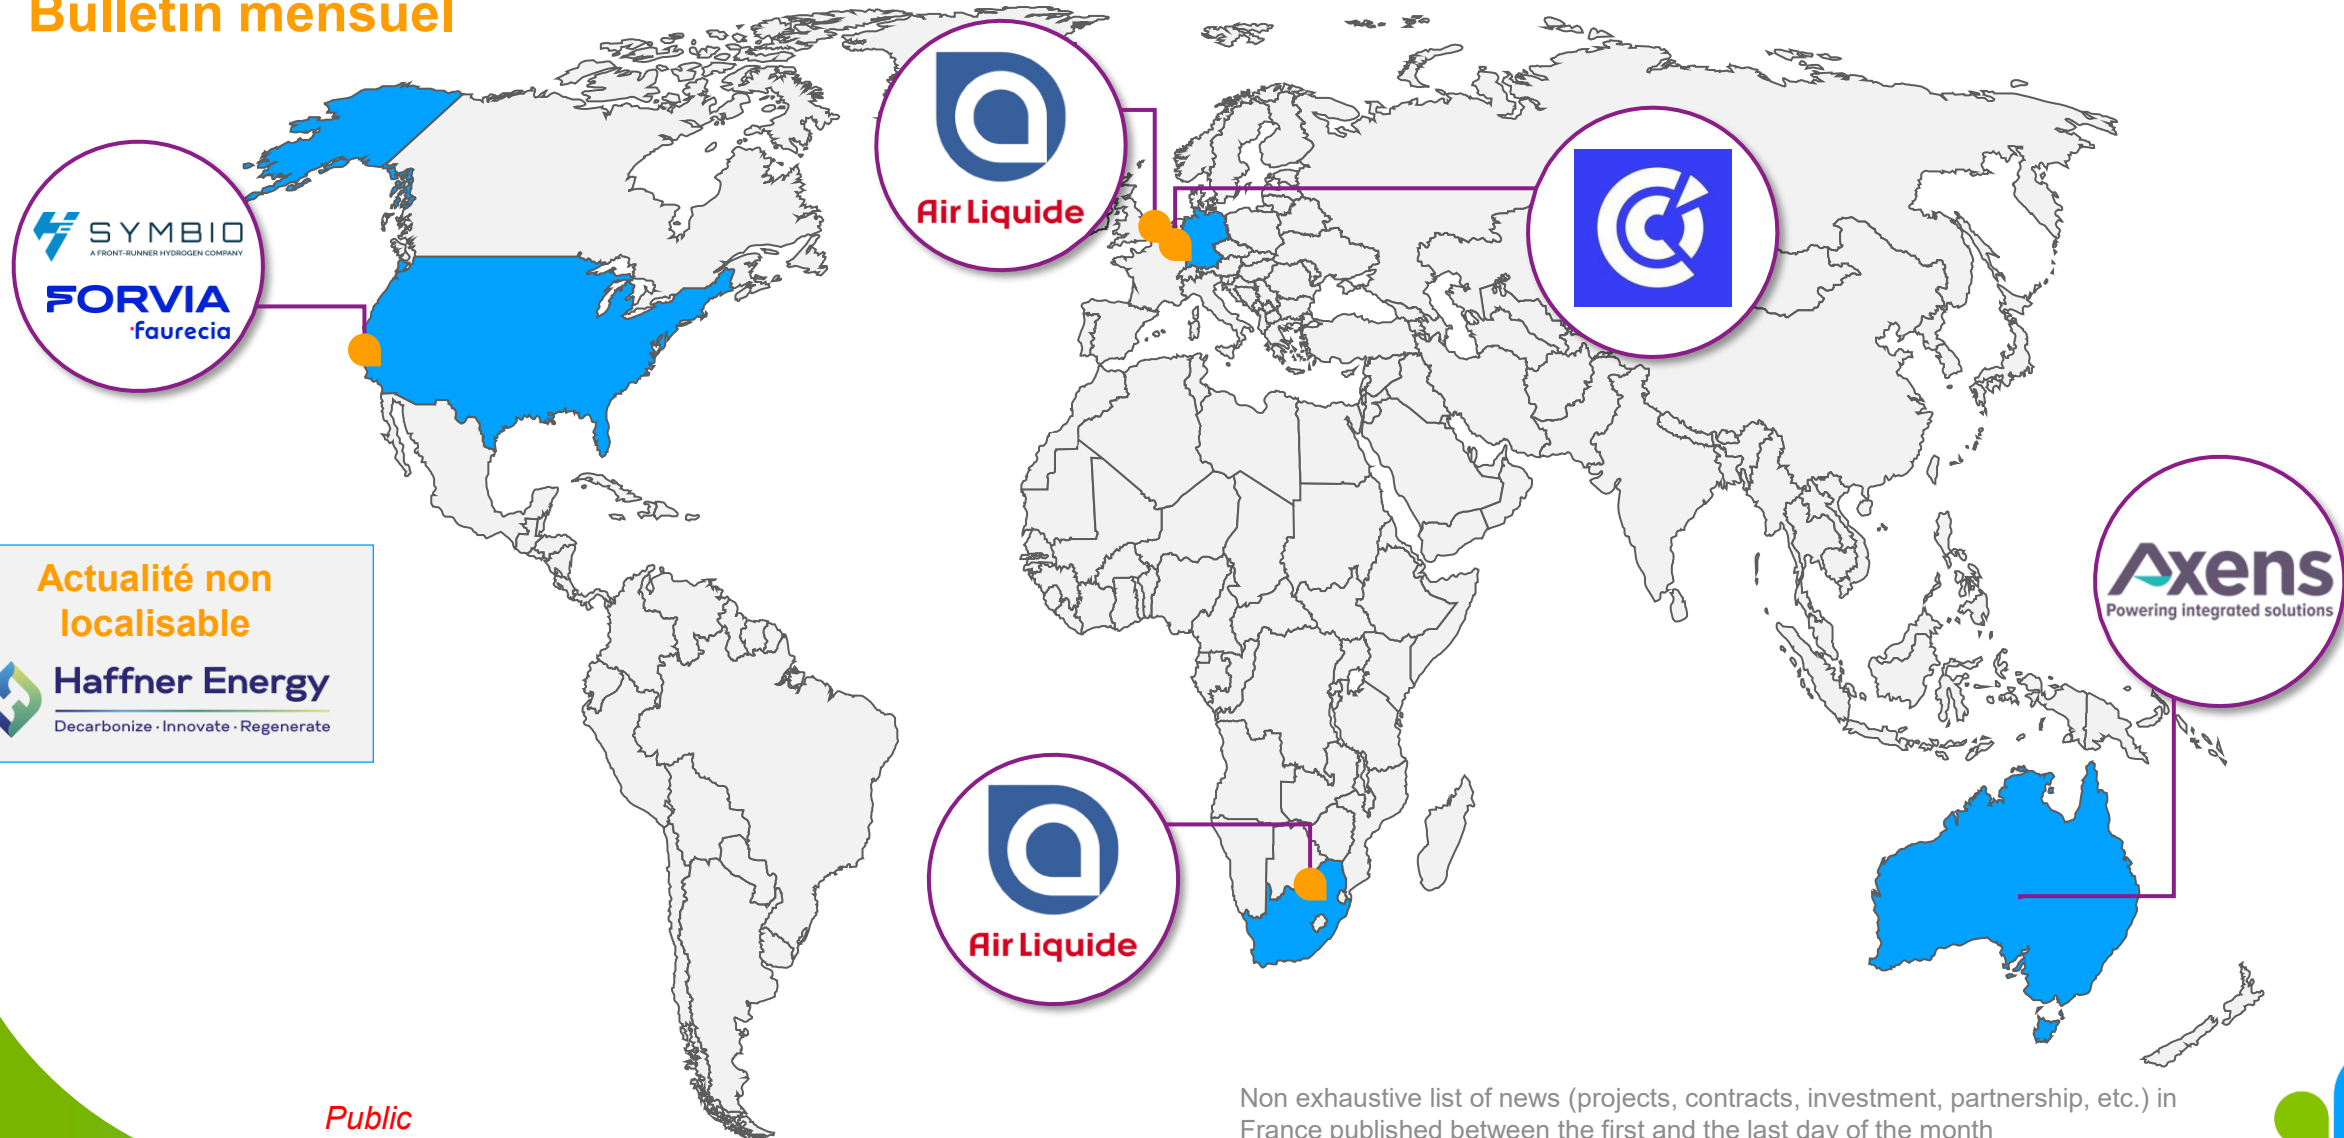 Bulletin mensuel
Air Liquide
SYMBIO
A FRONT-RUNNER HYDROGEN COMPANY
FORVIA
faurecia
Axens
Powering integrated solutions
Actualité non
localisable
Haffner Energy
Decarbonize · Innovate · Regenerate
Air Liquide
Public
Non exhaustive list of news (projects, contracts, investment, partnership, etc.) in
France published between the first and the last day of the month